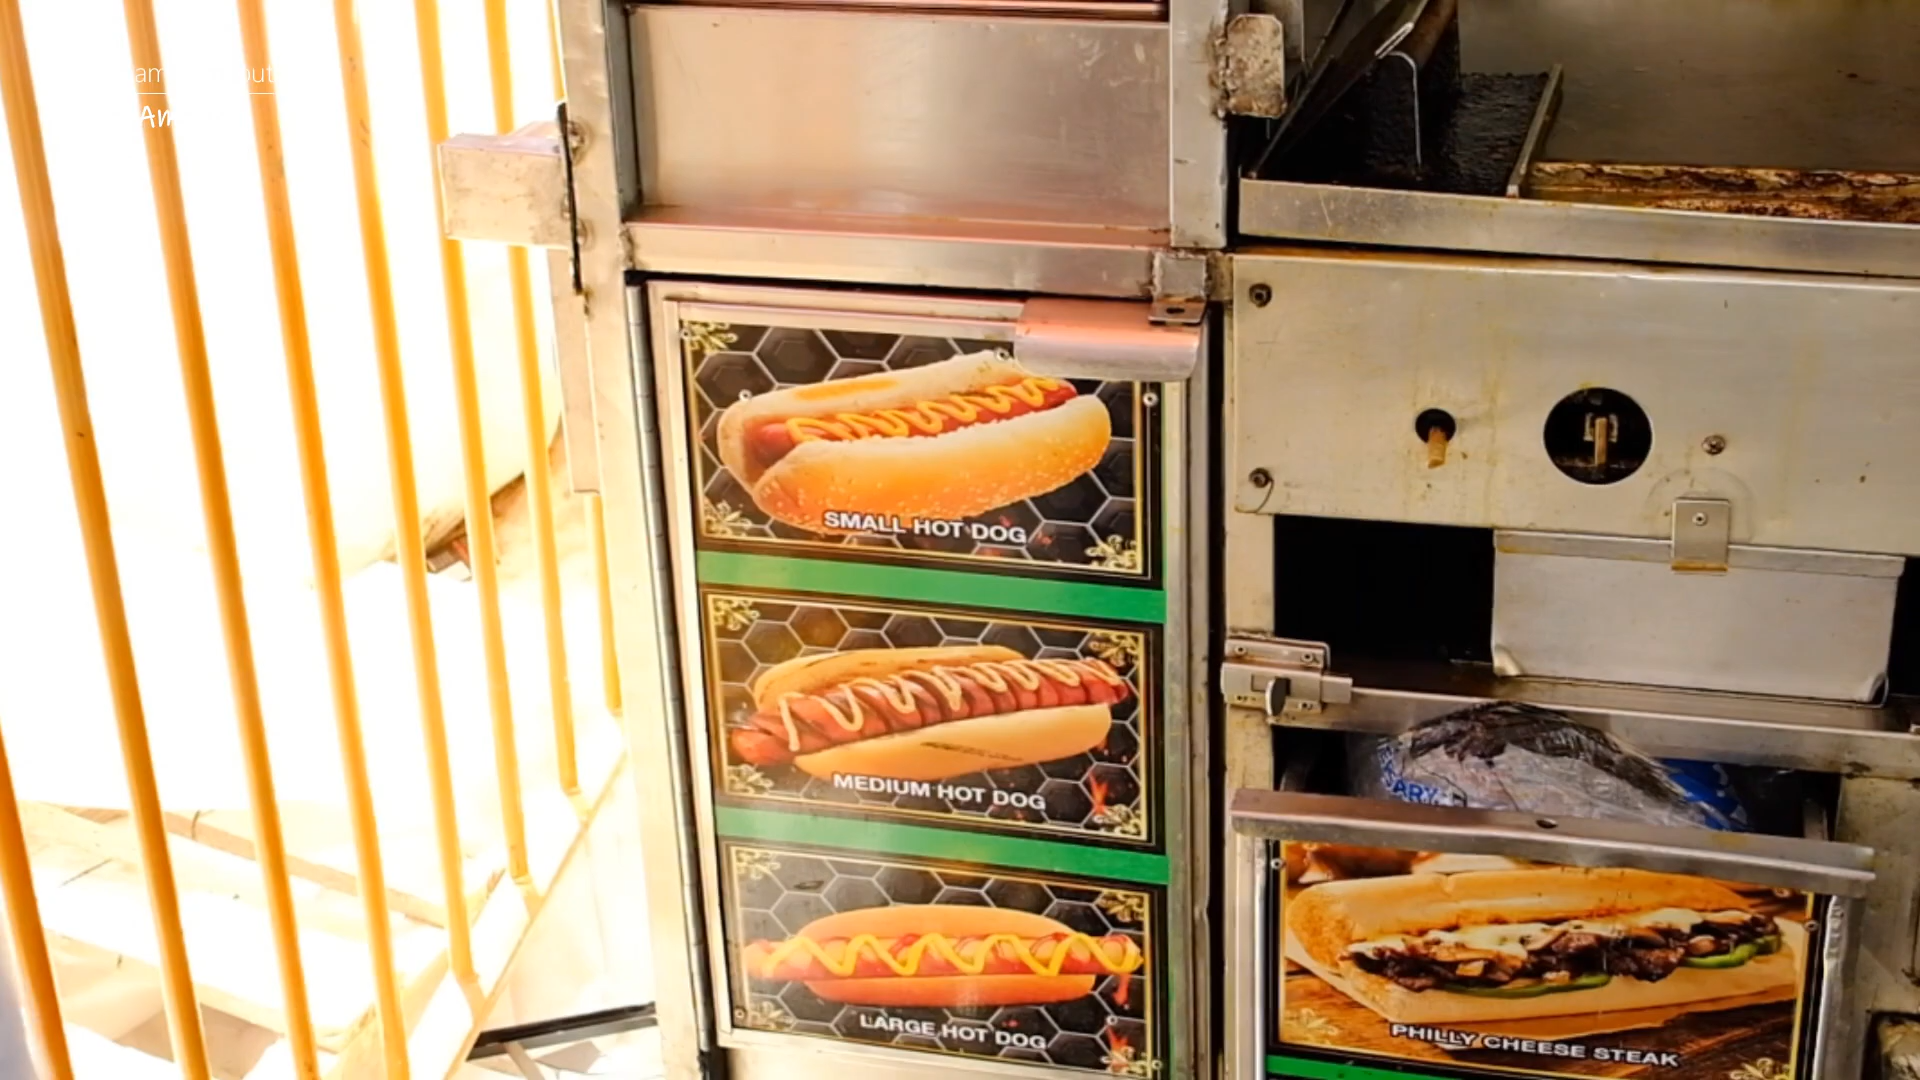 SMALL HOT DOG
MEDIUM HOT DOG
LARGE HOT DOG
PHILLY CHEESE STEAK